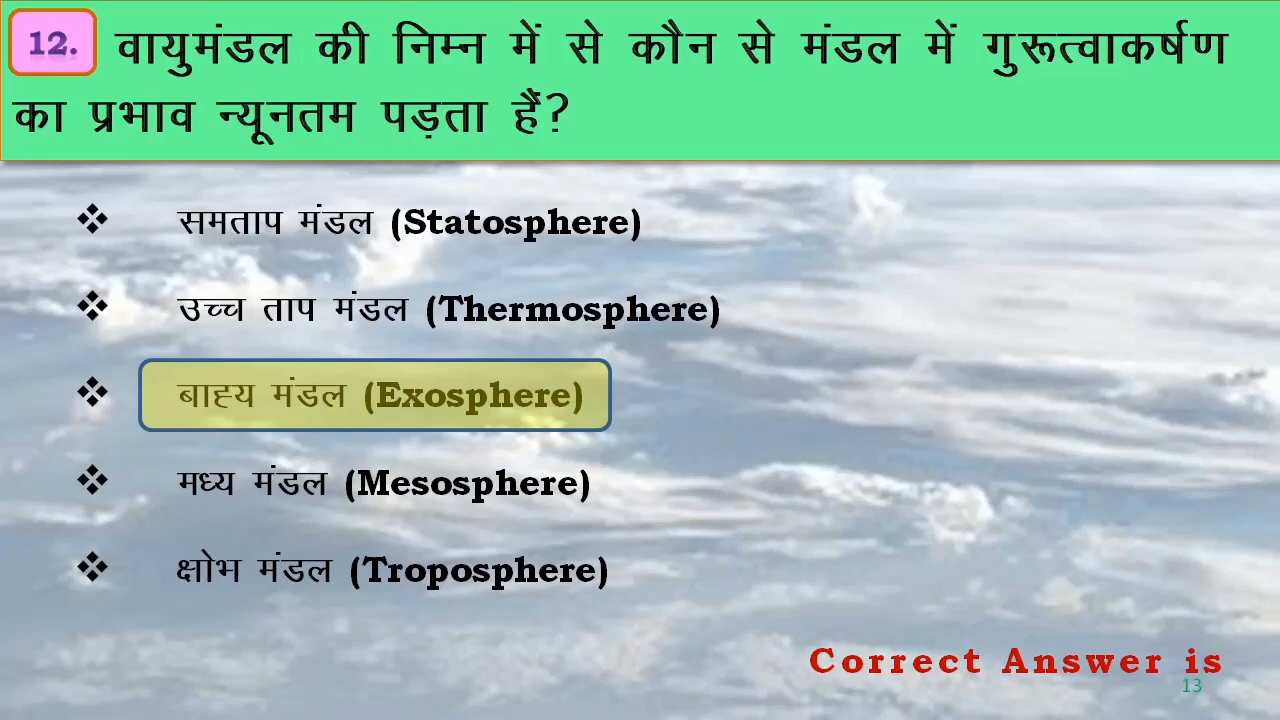 12. वायुमंडल की निम्न में से कौन से मंडल में गुरूत्वाकर्षण
का प्रभाव न्यूनतम पड़ता हैं?
❖ समताप मंडल (Statosphere)
❖ उच्च ताप मंडल (Thermosphere)
❖ बाह्य मंडल (Exosphere)
❖ मध्य मंडल (Mesosphere)
❖ क्षोभ मंडल (Troposphere)
Correct Answer is
13